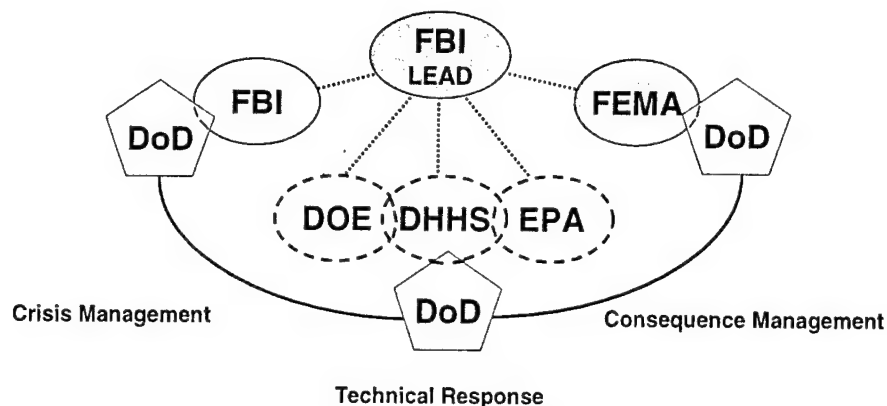 FBI
LEAD
FBI
FEMA
DoD
DoD
DOE
DHHS
EPA
DoD
Crisis Management
Consequence Management
Technical Response